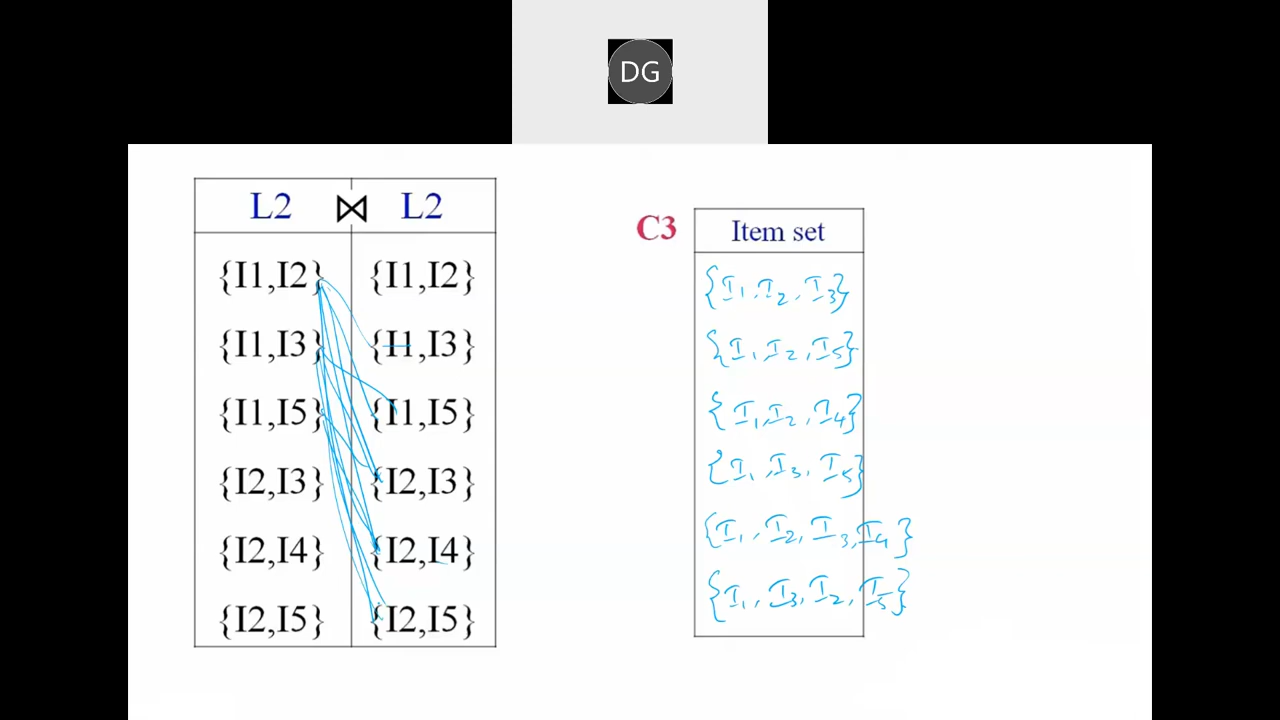 DG
L2 ⋈ L2
{I1,I2} {I1,I2}
{I1,I3} {I1,I3}
{I1,I5} {I1,I5}
{I2,I3} {I2,I3}
{I2,I4} {I2,I4}
{I2,I5} {I2,I5}
C3 Item set
{I1, I2, I3}
{I1, I2, I5}
{I1, I2, I4}
{I1, I3, I5}
{I1, I2, I3, I4}
{I1, I3, I2, I5}